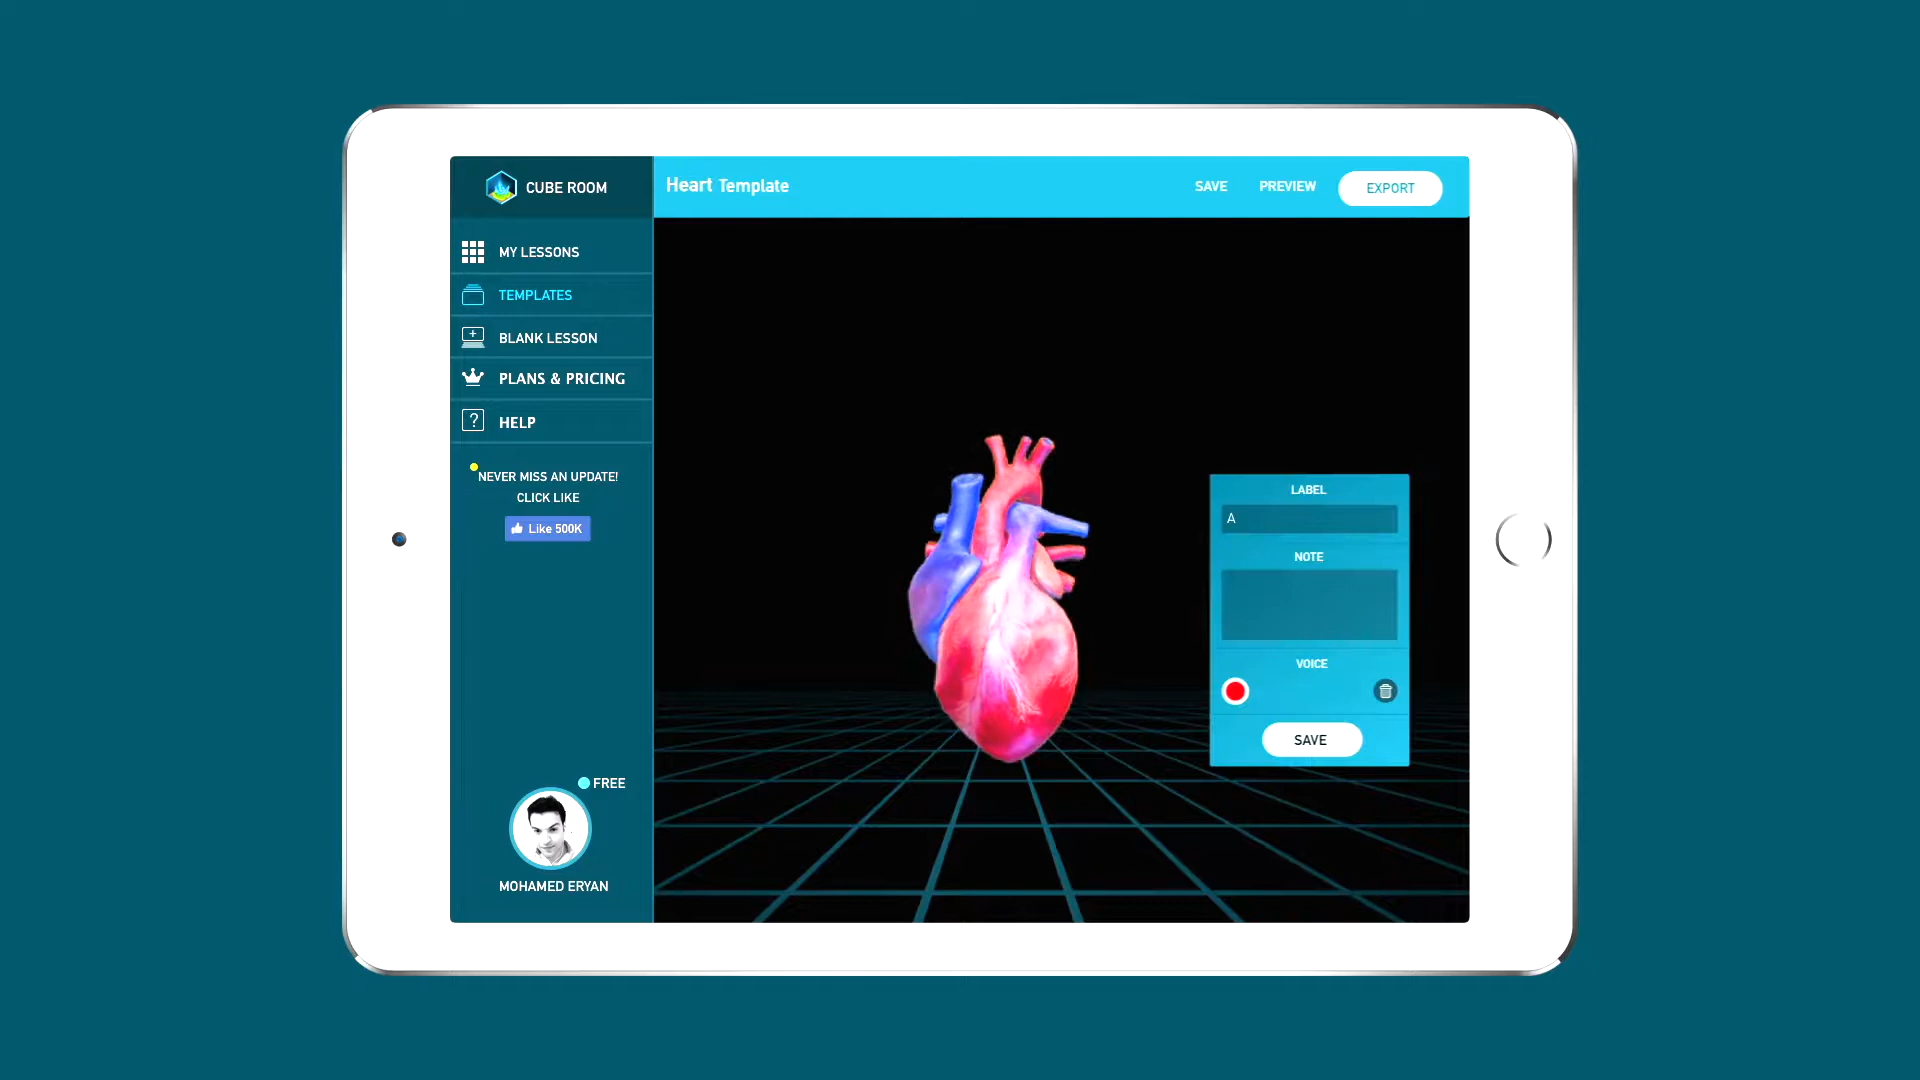 CUBE ROOM
Heart Template
SAVE
PREVIEW
EXPORT
MY LESSONS
TEMPLATES
BLANK LESSON
PLANS & PRICING
? HELP
NEVER MISS AN UPDATE!
CLICK LIKE
Like 500K
LABEL
A
NOTE
VOICE
SAVE
FREE
MOHAMED ERYAN